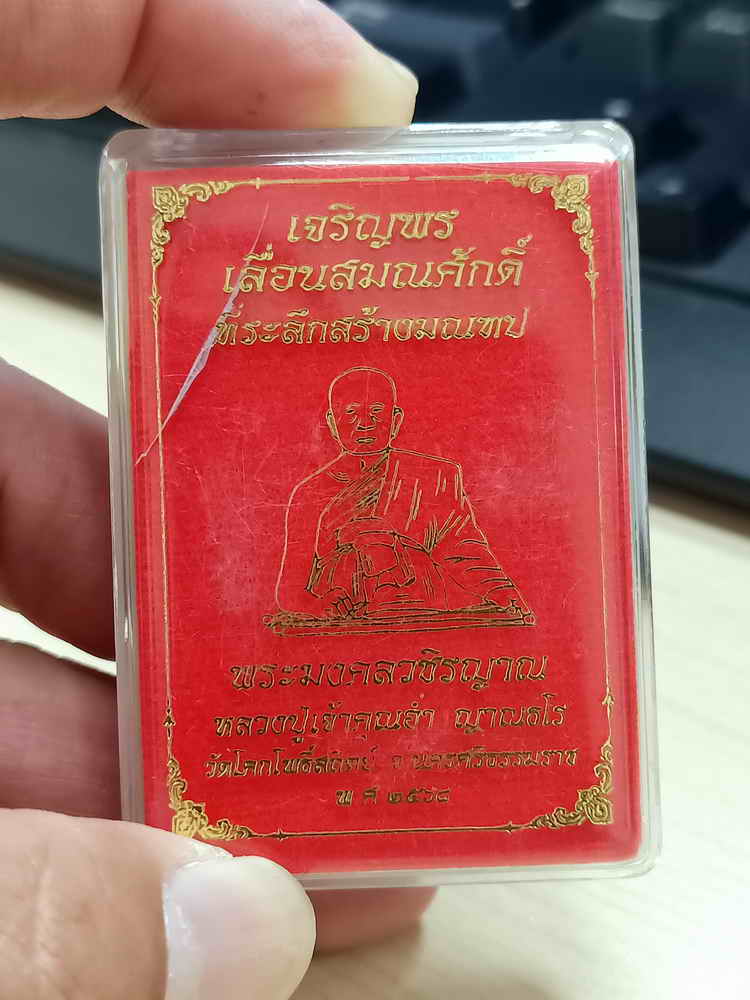 เจริญพร
เลื่อนสมณศักดิ์
ที่ระลึกสร้างมณฑป
พระมงคลวชิรญาณ
หลวงปู่เจ้าคุณอ่ำ ญาณธโร
วัดโคกโพธิ์สถิตย์ จ.นครศรีธรรมราช
พ ศ ๒๕๖๘